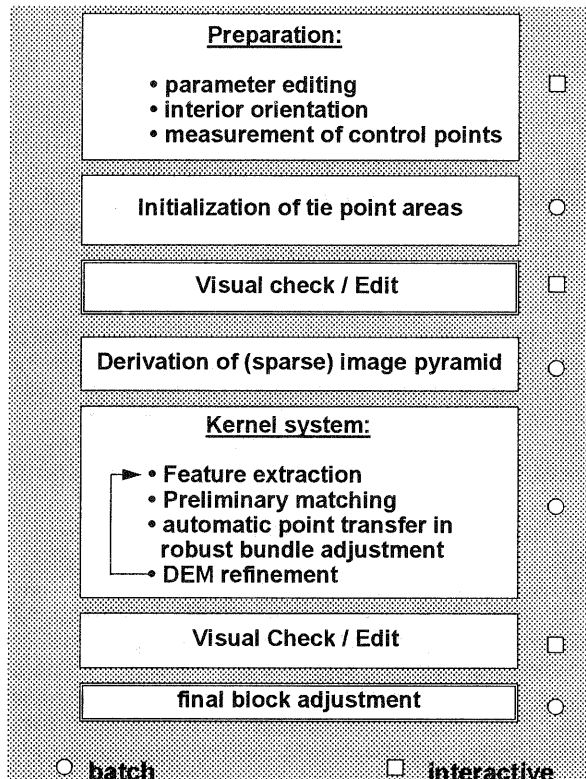 Preparation:
• parameter editing
• interior orientation
• measurement of control points
Initialization of tie point areas
Visual check / Edit
Derivation of (sparse) image pyramid
Kernel system:
• Feature extraction
• Preliminary matching
• automatic point transfer in
robust bundle adjustment
• DEM refinement
Visual Check / Edit
final block adjustment
batch
interactive